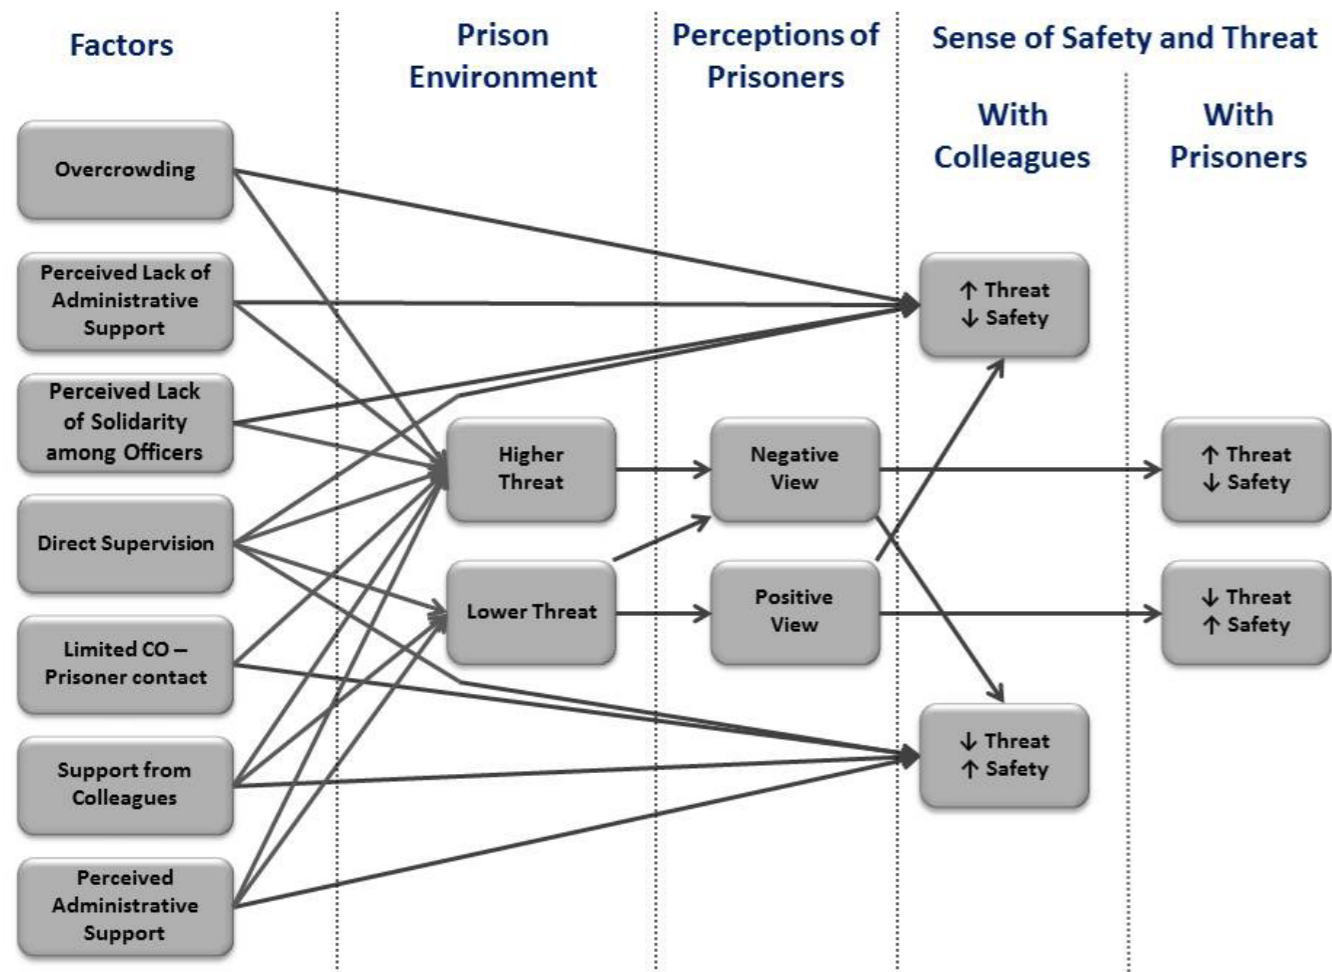 Factors
Prison
Environment
Perceptions of
Prisoners
Sense of Safety and Threat
With
Colleagues
With
Prisoners
Overcrowding
Perceived Lack of
Administrative
Support
Perceived Lack
of Solidarity
among Officers
Direct Supervision
Limited CO –
Prisoner contact
Support from
Colleagues
Perceived
Administrative
Support
Higher
Threat
Lower Threat
Negative
View
Positive
View
↑ Threat
↓ Safety
↓ Threat
↑ Safety
↑ Threat
↓ Safety
↓ Threat
↑ Safety